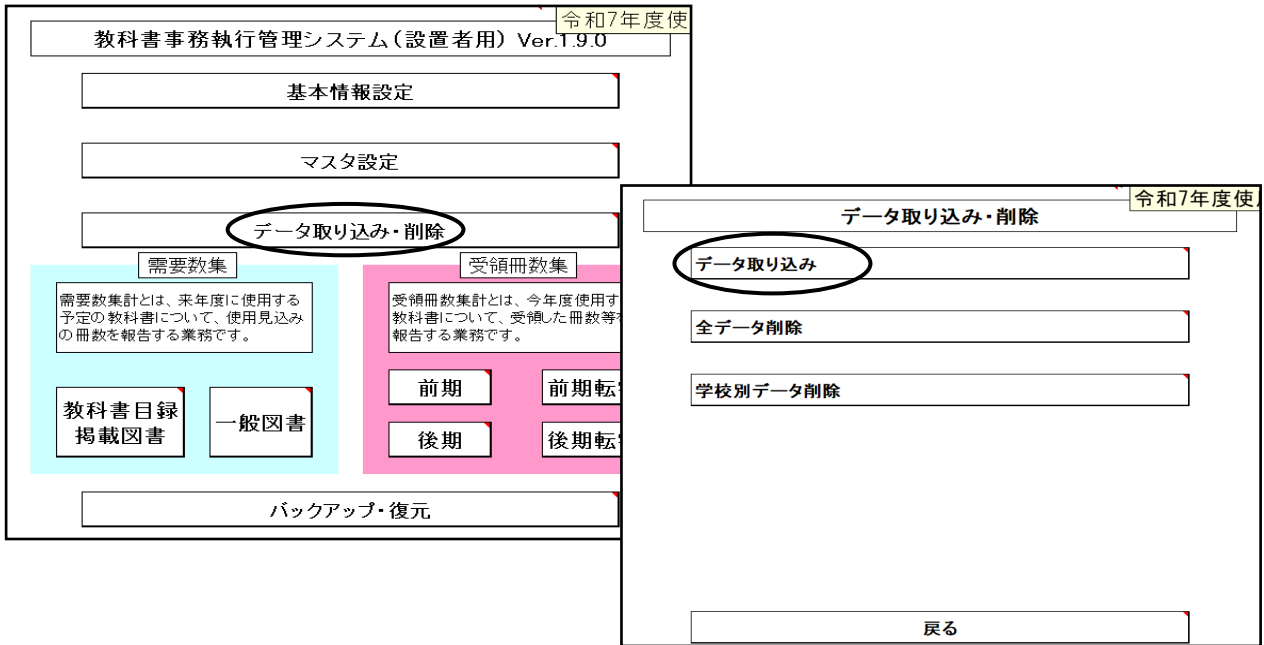 令和7年度使
教科書事務執行管理システム(設置者用) Ver.1.9.0
基本情報設定
マスタ設定
データ取り込み・削除
需要数集
需要数集計とは、来年度に使用する
予定の教科書について、使用見込み
の冊数を報告する業務です。
教科書目録
掲載図書
一般図書
受領冊数集
受領冊数集計とは、今年度使用す
教科書について、受領した冊数等
報告する業務です。
前期
前期転
後期
後期転
バックアップ・復元
令和7年度使
データ取り込み・削除
データ取り込み
全データ削除
学校別データ削除
戻る